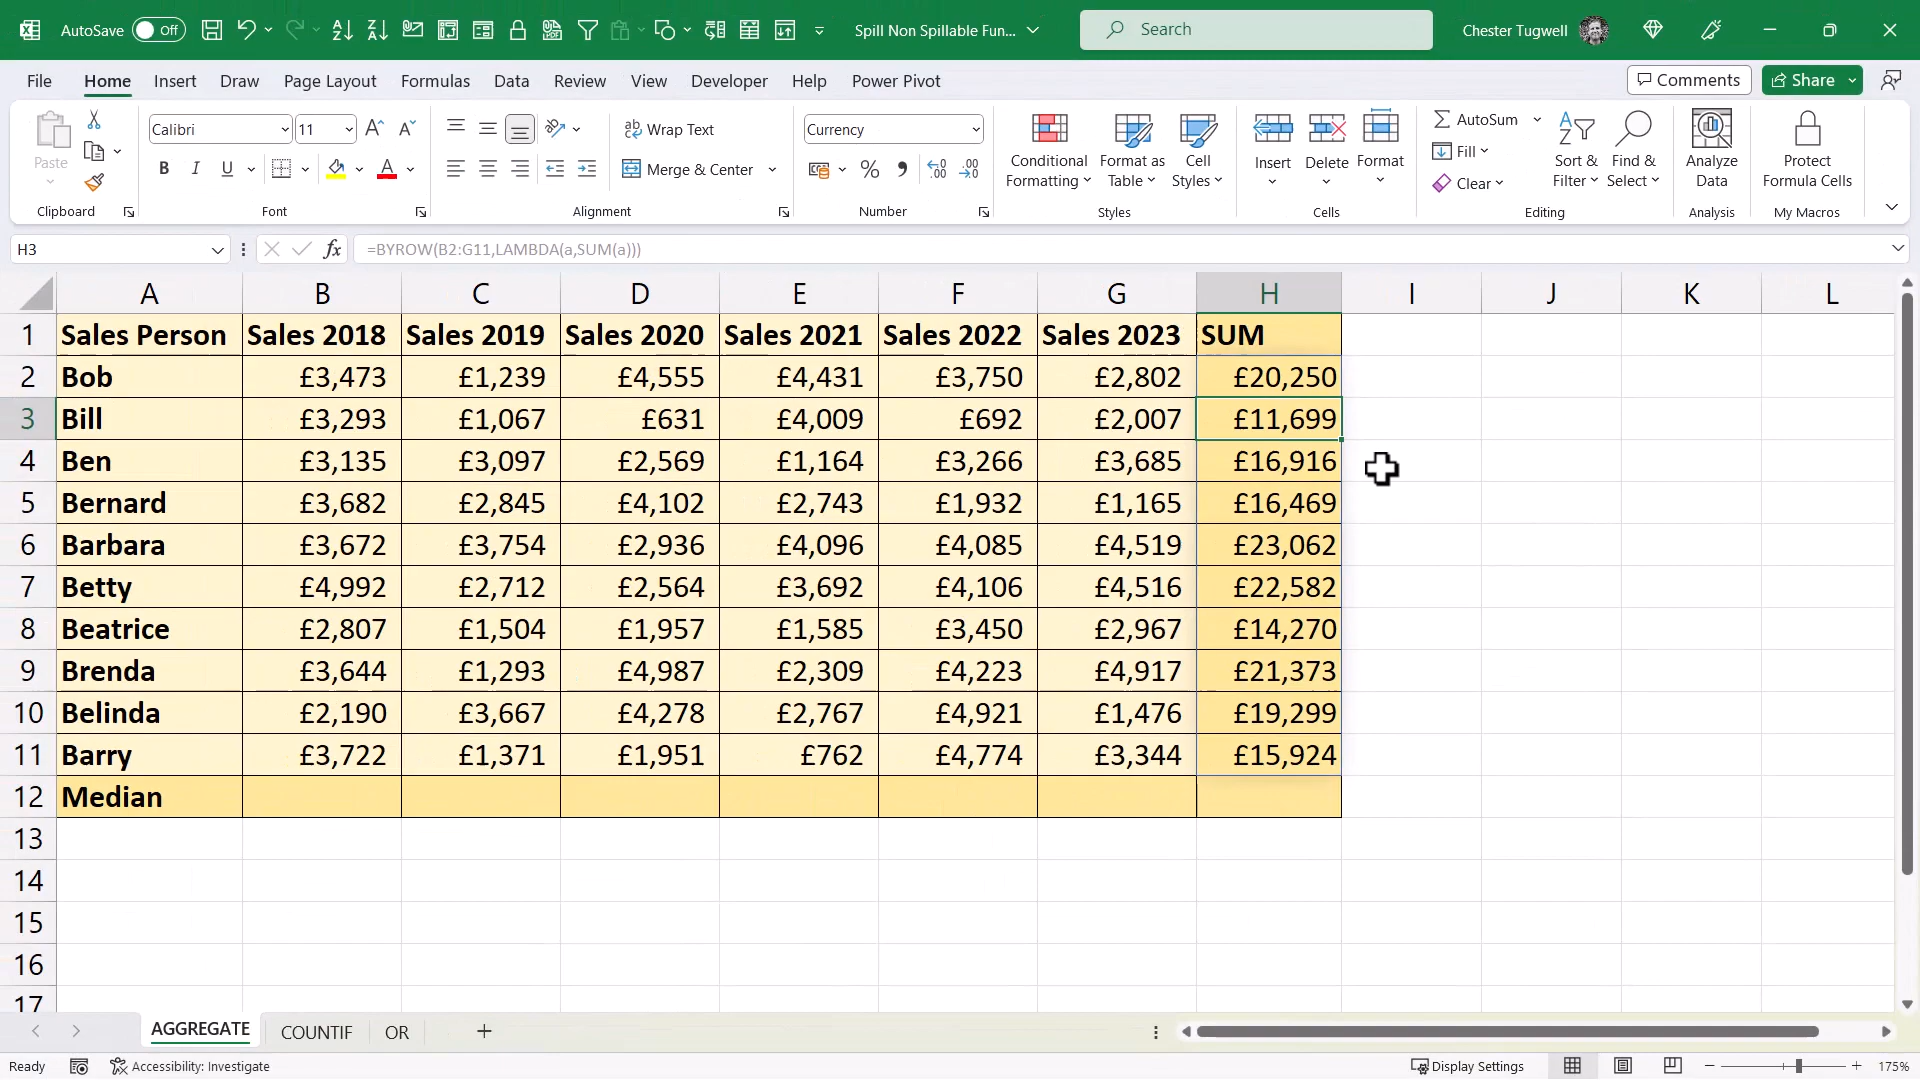 AutoSave Off Spill Non Spillable Fun... Search Chester Tugwell
File Home Insert Draw Page Layout Formulas Data Review View Developer Help Power Pivot Comments Share
Paste Calibri 11 Wrap Text Currency Conditional Formatting Format as Table Cell Styles Insert Delete Format AutoSum Sort & Filter Find & Select Analyze Data Protect Formula Cells
B I U Merge & Center % Fill
Clear
Clipboard Font Alignment Number Styles Cells Editing Analysis My Macros
H3 fx =BYROW(B2:G11,LAMBDA(a,SUM(a)))
A B C D E F G H I J K L
1 Sales Person Sales 2018 Sales 2019 Sales 2020 Sales 2021 Sales 2022 Sales 2023 SUM
2 Bob £3,473 £1,239 £4,555 £4,431 £3,750 £2,802 £20,250
3 Bill £3,293 £1,067 £631 £4,009 £692 £2,007 £11,699
4 Ben £3,135 £3,097 £2,569 £1,164 £3,266 £3,685 £16,916
5 Bernard £3,682 £2,845 £4,102 £2,743 £1,932 £1,165 £16,469
6 Barbara £3,672 £3,754 £2,936 £4,096 £4,085 £4,519 £23,062
7 Betty £4,992 £2,712 £2,564 £3,692 £4,106 £4,516 £22,582
8 Beatrice £2,807 £1,504 £1,957 £1,585 £3,450 £2,967 £14,270
9 Brenda £3,644 £1,293 £4,987 £2,309 £4,223 £4,917 £21,373
10 Belinda £2,190 £3,667 £4,278 £2,767 £4,921 £1,476 £19,299
11 Barry £3,722 £1,371 £1,951 £762 £4,774 £3,344 £15,924
12 Median
13
14
15
16
17
AGGREGATE COUNTIF OR
Ready Accessibility: Investigate Display Settings 175%